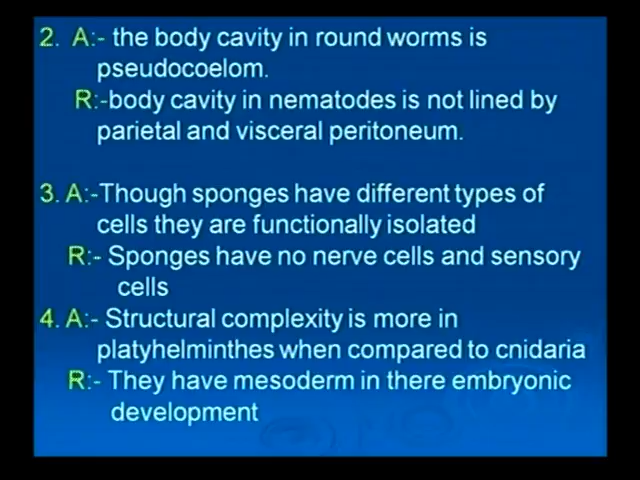 2. A:- the body cavity in round worms is
pseudocoelom.
R:-body cavity in nematodes is not lined by
parietal and visceral peritoneum.
3. A:-Though sponges have different types of
cells they are functionally isolated
R:- Sponges have no nerve cells and sensory
cells
4. A:- Structural complexity is more in
platyhelminthes when compared to cnidaria
R:- They have mesoderm in there embryonic
development